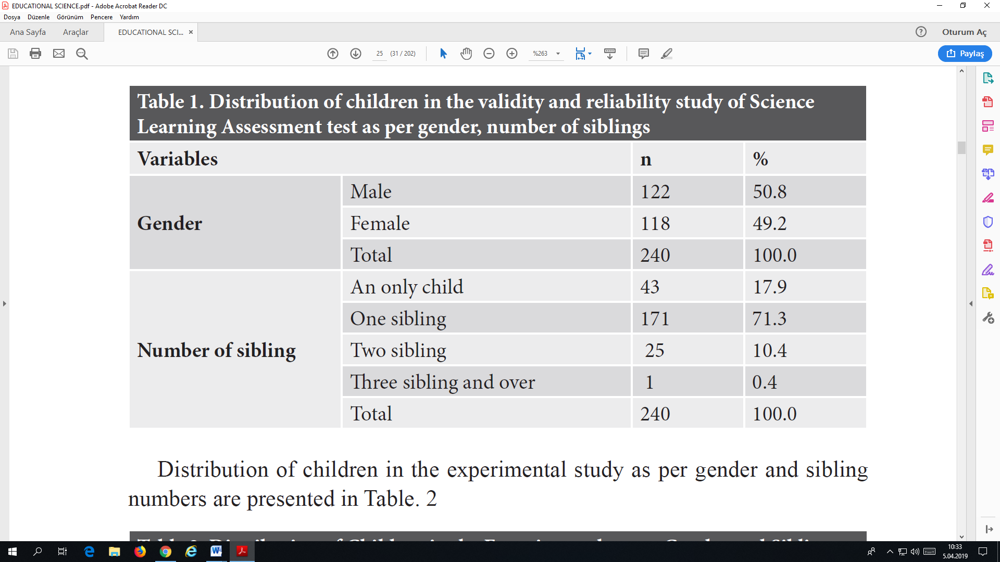 EDUCATIONAL SCIENCE.pdf - Adobe Acrobat Reader DC
Dosya Düzenle Görünüm Pencere Yardım
Ana Sayfa Araçlar EDUCATIONAL SCI... Oturum Aç
25 (31 / 202) %263 Paylaş
Table 1. Distribution of children in the validity and reliability study of Science
Learning Assessment test as per gender, number of siblings
Variables n %
Gender
Male 122 50.8
Female 118 49.2
Total 240 100.0
Number of sibling
An only child 43 17.9
One sibling 171 71.3
Two sibling 25 10.4
Three sibling and over 1 0.4
Total 240 100.0
Distribution of children in the experimental study as per gender and sibling
numbers are presented in Table. 2
10:33
5.04.2019